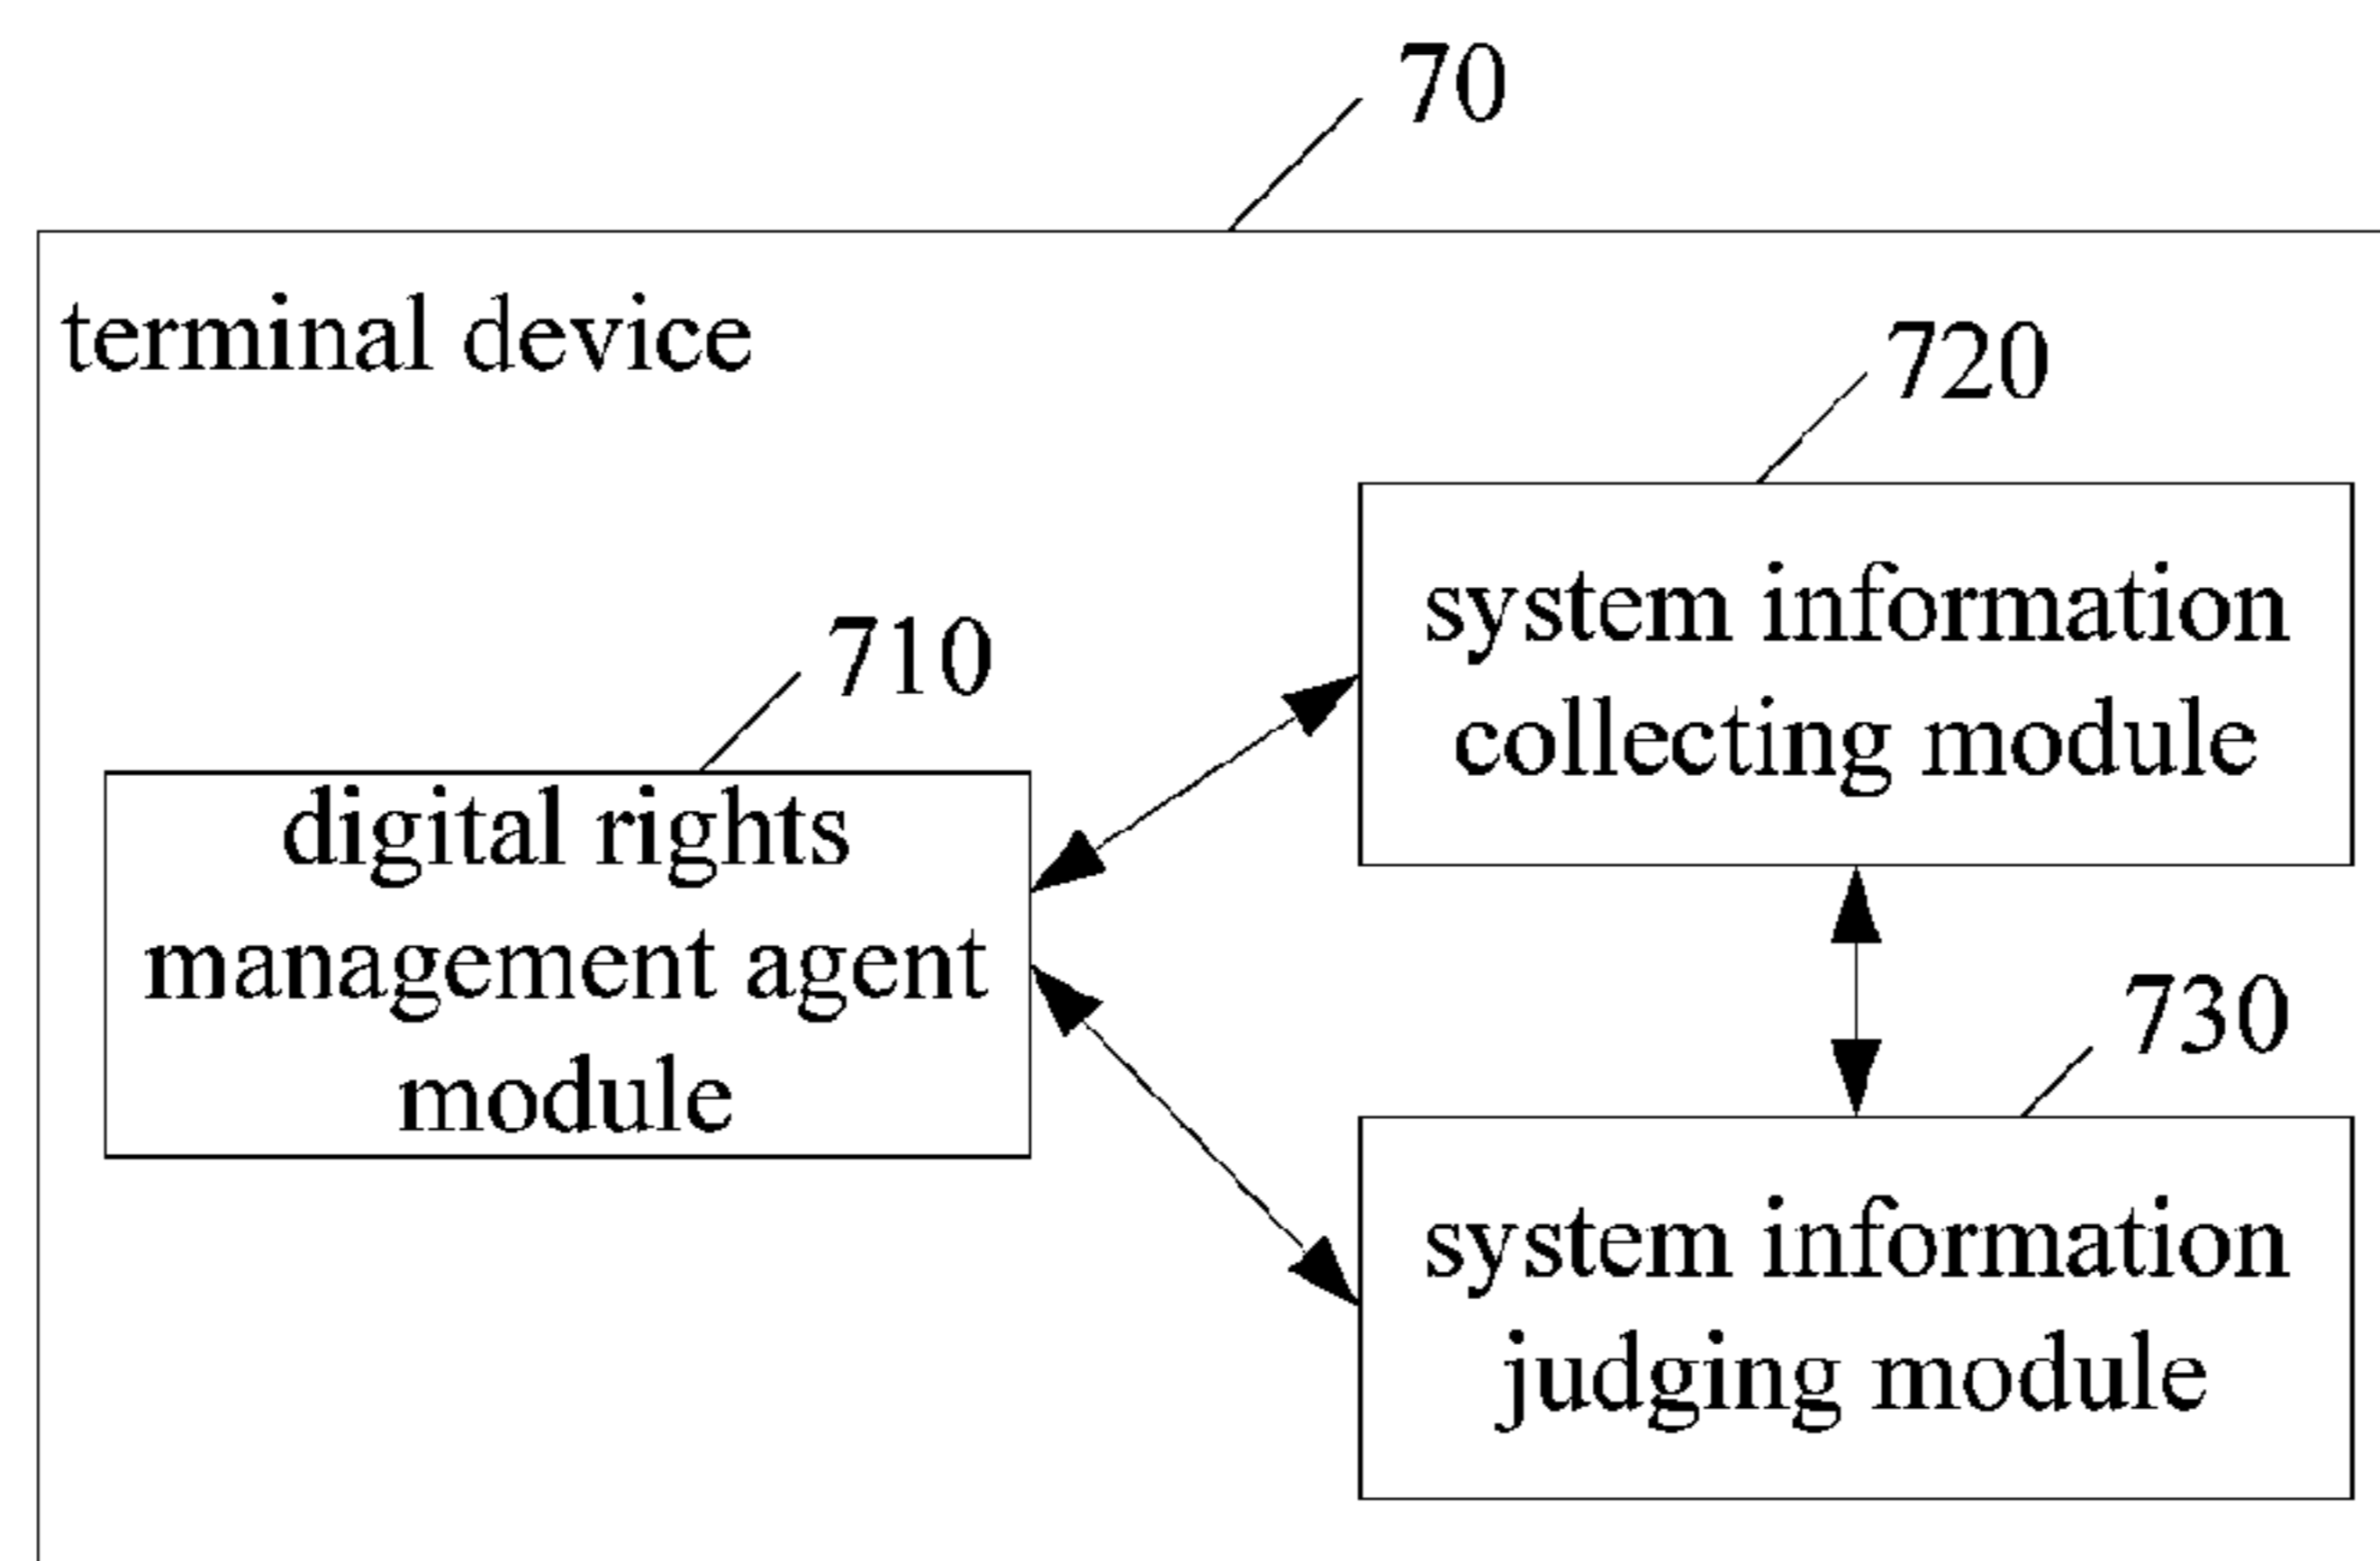 70
terminal device
720
system information
collecting module
710
digital rights
management agent
module
730
system information
judging module